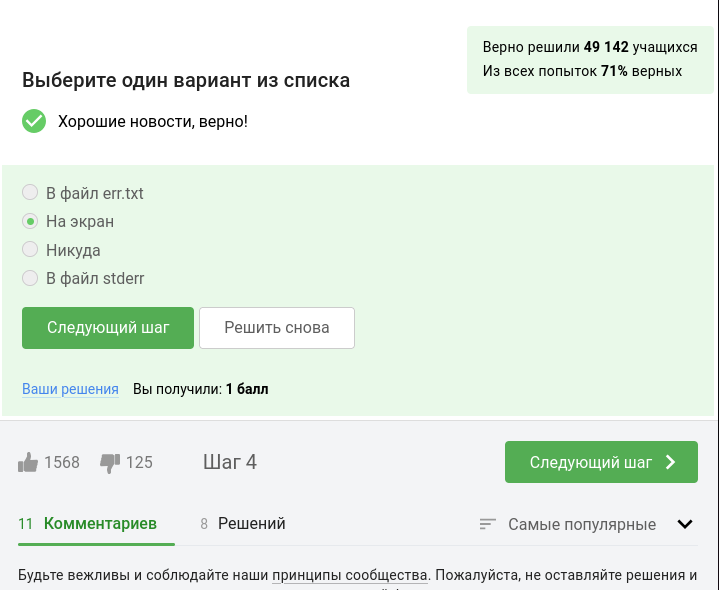 Верно решили 49 142 учащихся
Из всех попыток 71% верных
Выберите один вариант из списка
Хорошие новости, верно!
В файл err.txt
На экран
Никуда
В файл stderr
Следующий шаг
Решить снова
Ваши решения Вы получили: 1 балл
1568 125 Шаг 4 Следующий шаг
11 Комментариев 8 Решений Самые популярные
Будьте вежливы и соблюдайте наши принципы сообщества. Пожалуйста, не оставляйте решения и